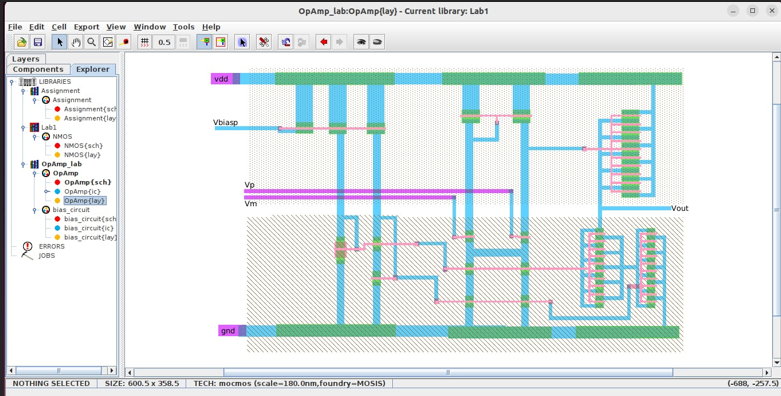 OpAmp_lab:OpAmp{lay} - Current library: Lab1
File Edit Cell Export View Window Tools Help
0.5
Layers
Components Explorer
LIBRARIES
Assignment
Assignment
Assignment{sch
Assignment{lay
Lab1
NMOS
NMOS{sch}
NMOS{lay}
OpAmp_lab
OpAmp
OpAmp{sch}
OpAmp{ic}
OpAmp{lay}
bias_circuit
bias_circuit{sch
bias_circuit{ic}
bias_circuit{lay}
ERRORS
JOBS
vdd
Vbiasp
Vp
Vm
Vout
gnd
NOTHING SELECTED SIZE: 600.5 x 358.5 TECH: mocmos (scale=180.0nm,foundry=MOSIS) (-688, -257.5)